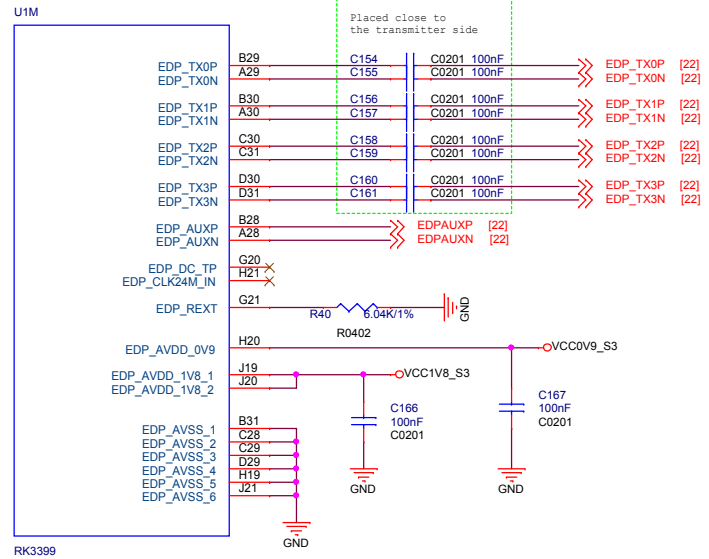 U1M
Placed close to
the transmitter side
EDP_TX0P B29 C154 C0201 100nF EDP_TX0P [22]
EDP_TX0N A29 C155 C0201 100nF EDP_TX0N [22]
EDP_TX1P B30 C156 C0201 100nF EDP_TX1P [22]
EDP_TX1N A30 C157 C0201 100nF EDP_TX1N [22]
EDP_TX2P C30 C158 C0201 100nF EDP_TX2P [22]
EDP_TX2N C31 C159 C0201 100nF EDP_TX2N [22]
EDP_TX3P D30 C160 C0201 100nF EDP_TX3P [22]
EDP_TX3N D31 C161 C0201 100nF EDP_TX3N [22]
EDP_AUXP B28 EDPAUXP [22]
EDP_AUXN A28 EDPAUXN [22]
EDP_DC_TP G20
EDP_CLK24M_IN H21
EDP_REXT G21 R40 6.04K/1% GND
R0402
EDP_AVDD_0V9 H20 VCC0V9_S3
EDP_AVDD_1V8_1 J19 VCC1V8_S3
EDP_AVDD_1V8_2 J20
C166
100nF
C0201
GND
C167
100nF
C0201
GND
EDP_AVSS_1 B31
EDP_AVSS_2 C28
EDP_AVSS_3 C29
EDP_AVSS_4 D29
EDP_AVSS_5 H19
EDP_AVSS_6 J21
GND
RK3399